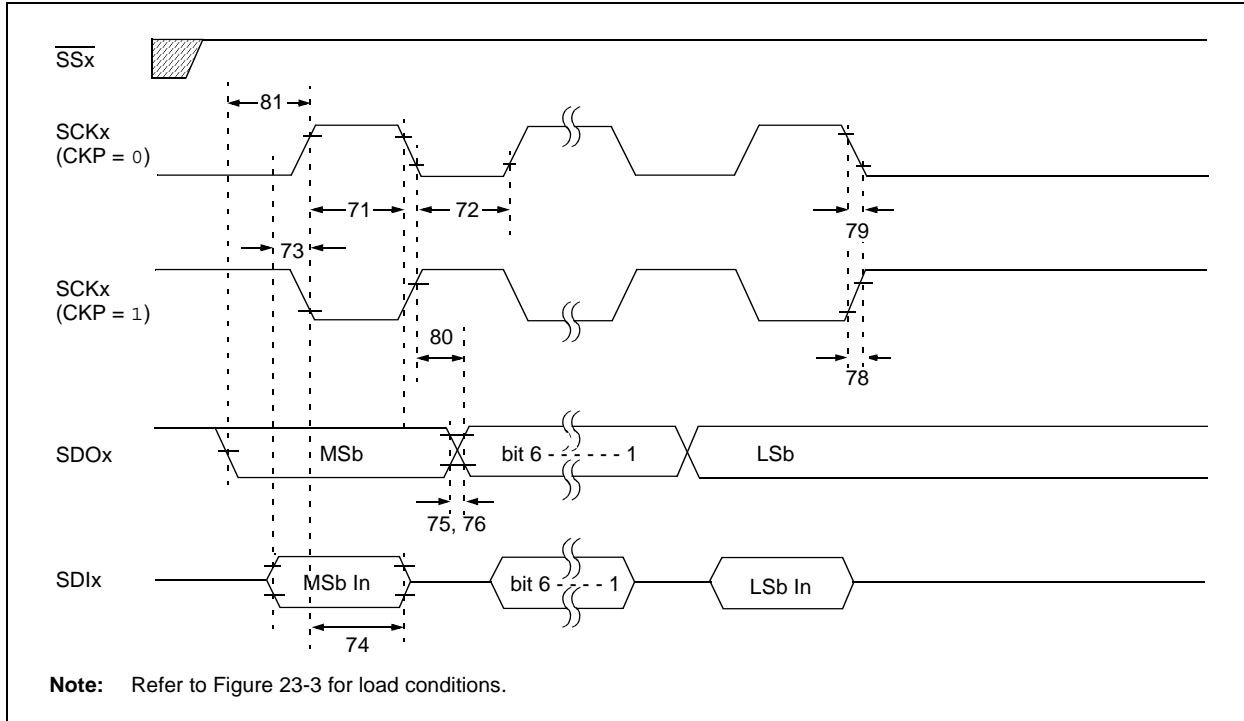 SSx
81
SCKx
(CKP = 0)
71
72
79
73
SCKx
(CKP = 1)
80
78
SDOx
MSb
bit 6 - - - - - - 1
LSb
75, 76
SDIx
MSb In
bit 6 - - - - 1
LSb In
74
Note: Refer to Figure 23-3 for load conditions.